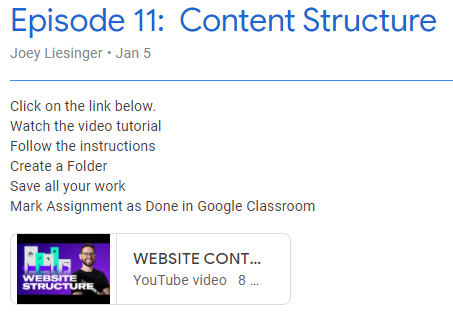 Episode 11: Content Structure
Joey Liesinger • Jan 5
Click on the link below.
Watch the video tutorial
Follow the instructions
Create a Folder
Save all your work
Mark Assignment as Done in Google Classroom
WEBSITE
STRUCTURE
WEBSITE CONT...
YouTube video 8 ...